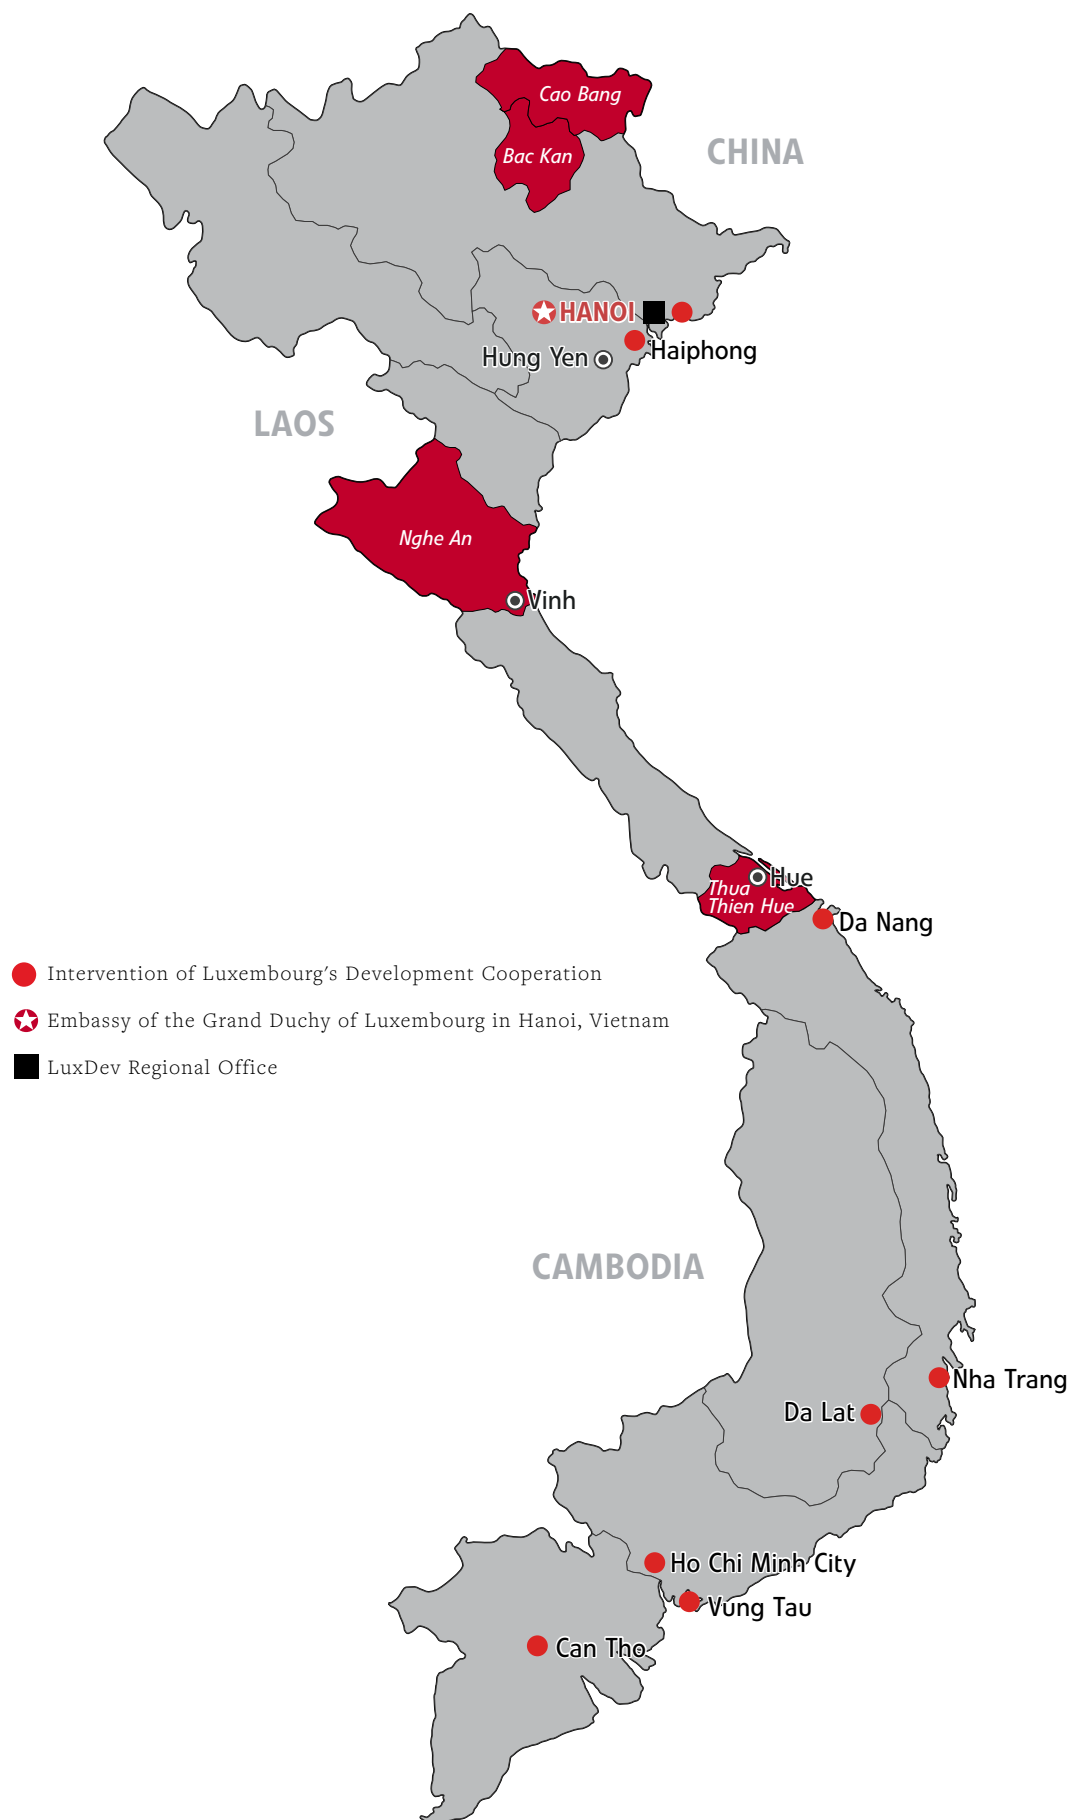 Cao Bang
CHINA
Bac Kan
HANOI
Haiphong
Hung Yen
LAOS
Nghe An
Vinh
Hue
Thua
Thien Hue
Da Nang
Intervention of Luxembourg's Development Cooperation
Embassy of the Grand Duchy of Luxembourg in Hanoi, Vietnam
LuxDev Regional Office
CAMBODIA
Nha Trang
Da Lat
Ho Chi Minh City
Vung Tau
Can Tho